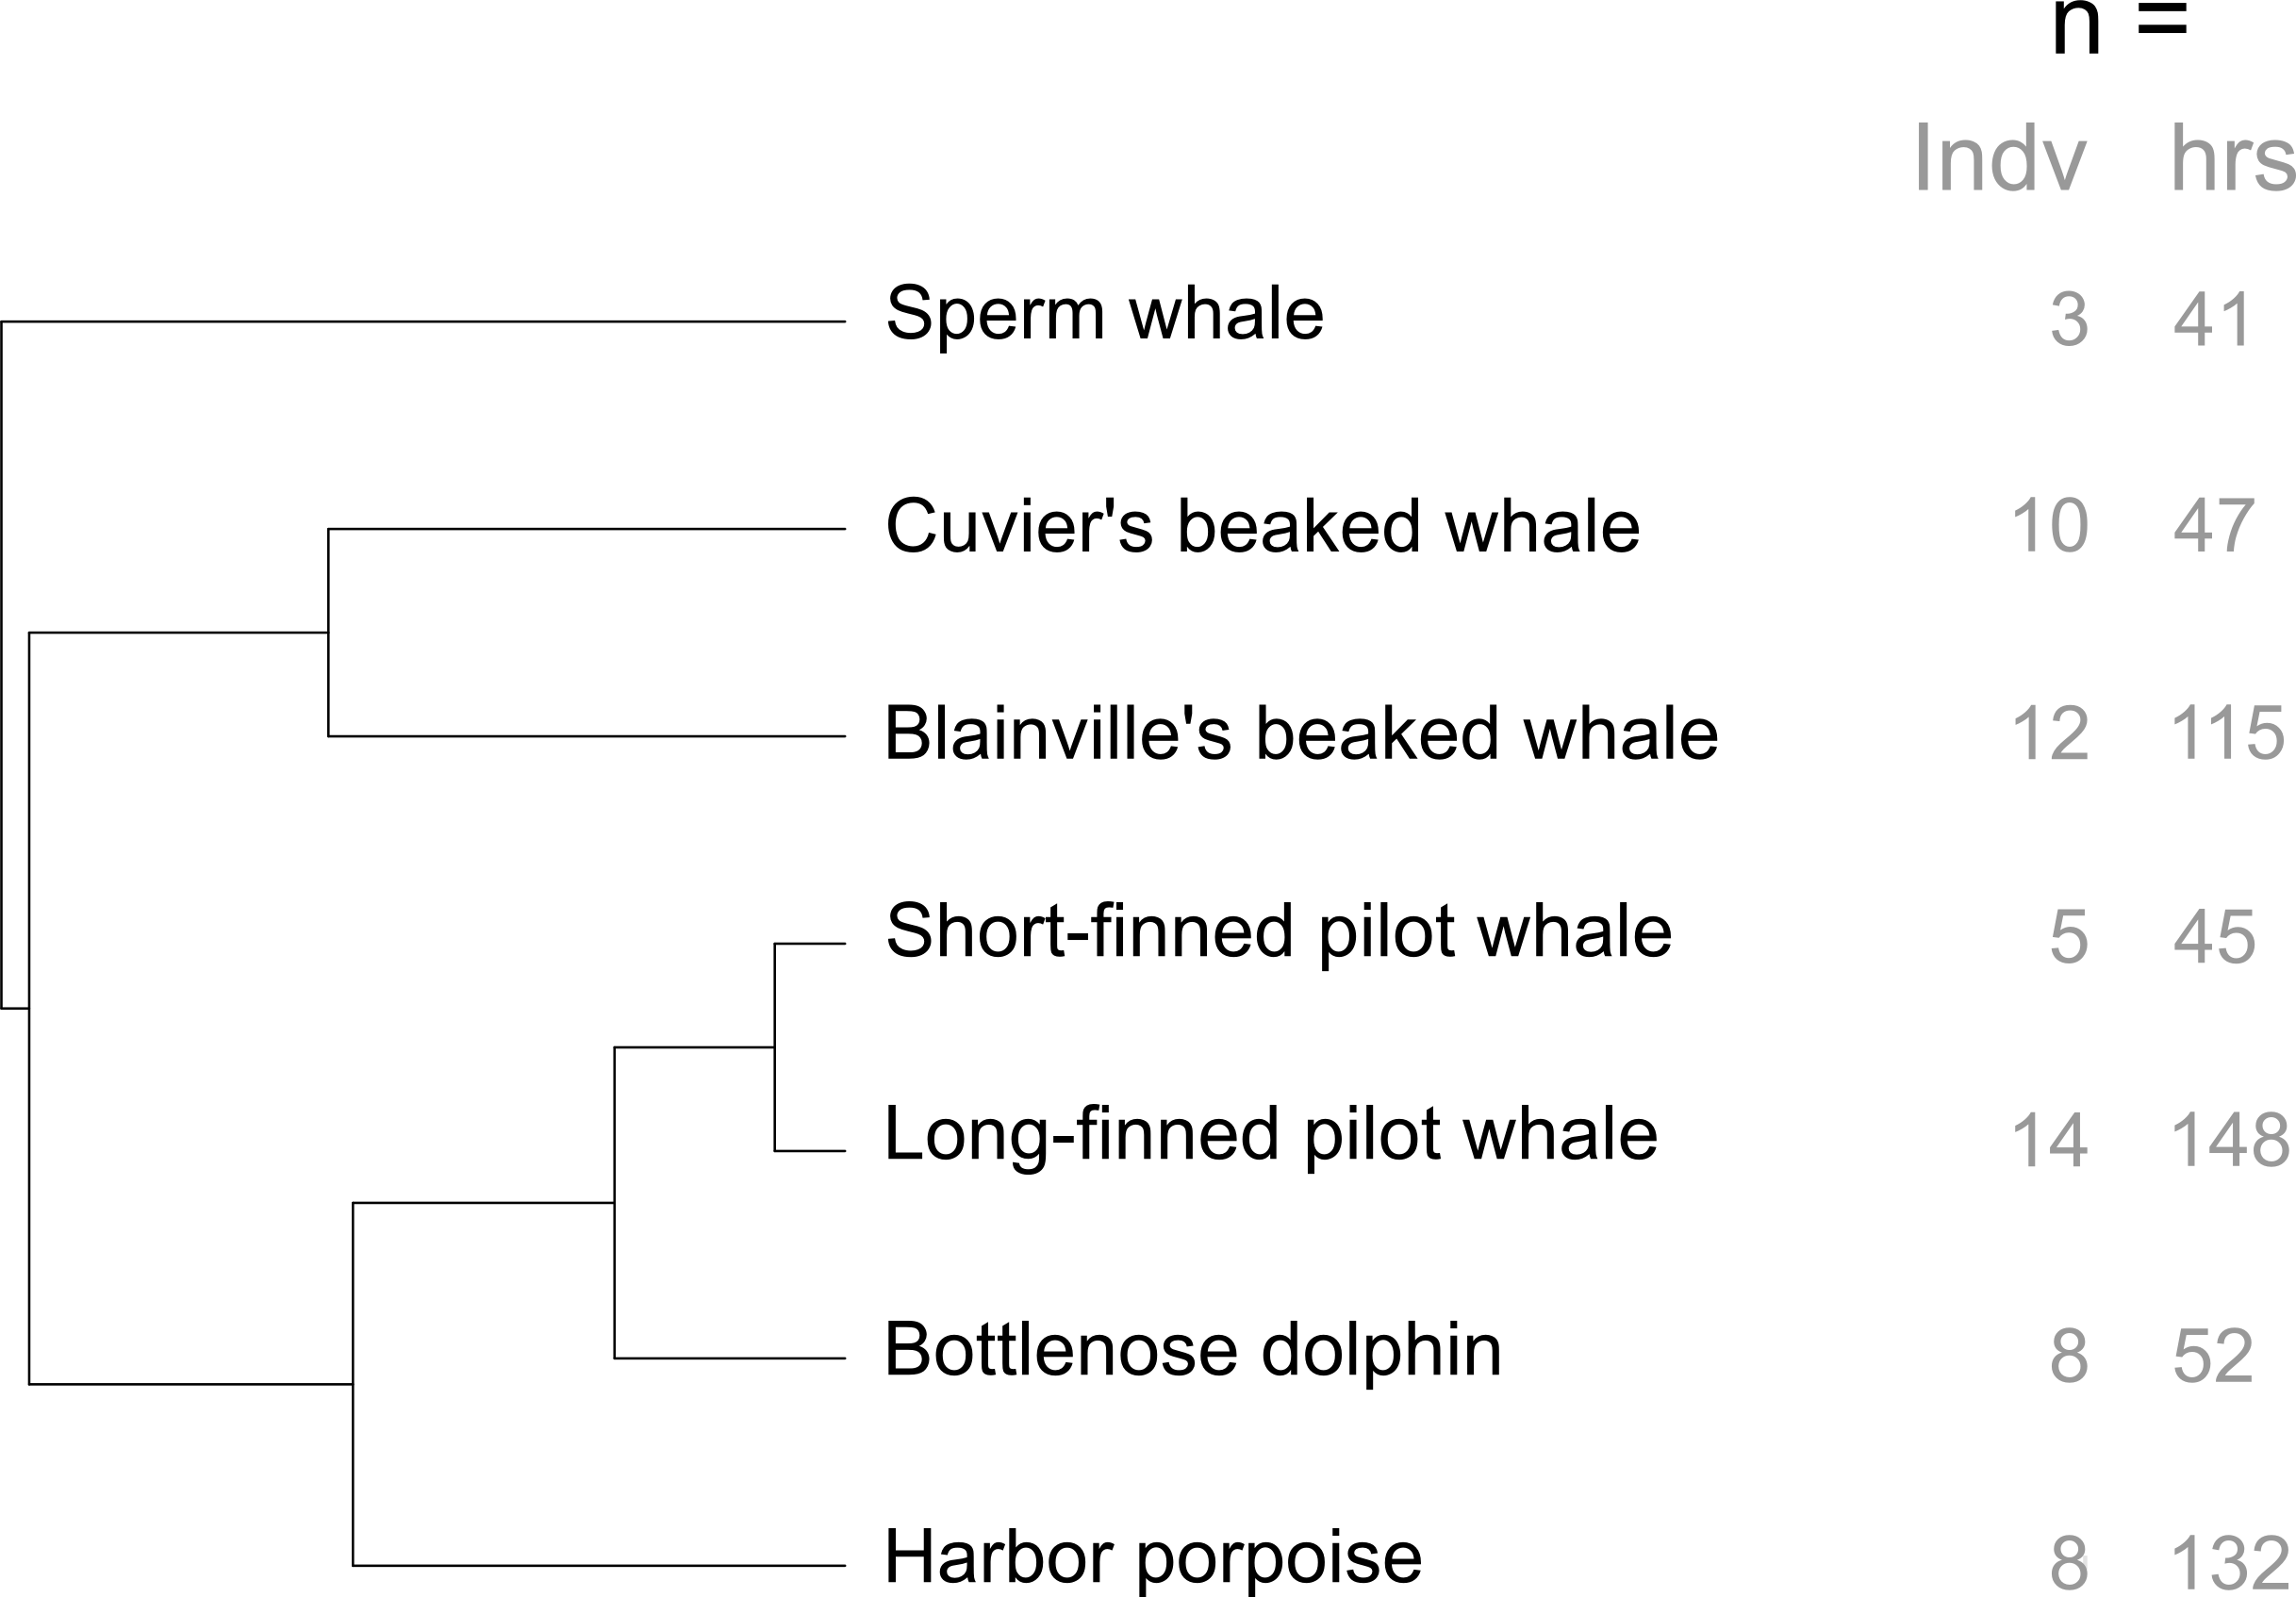 n =
Indv hrs
Sperm whale 3 41
Cuvier's beaked whale 10 47
Blainville's beaked whale 12 115
Short-finned pilot whale 5 45
Long-finned pilot whale 14 148
Bottlenose dolphin 8 52
Harbor porpoise 8 132